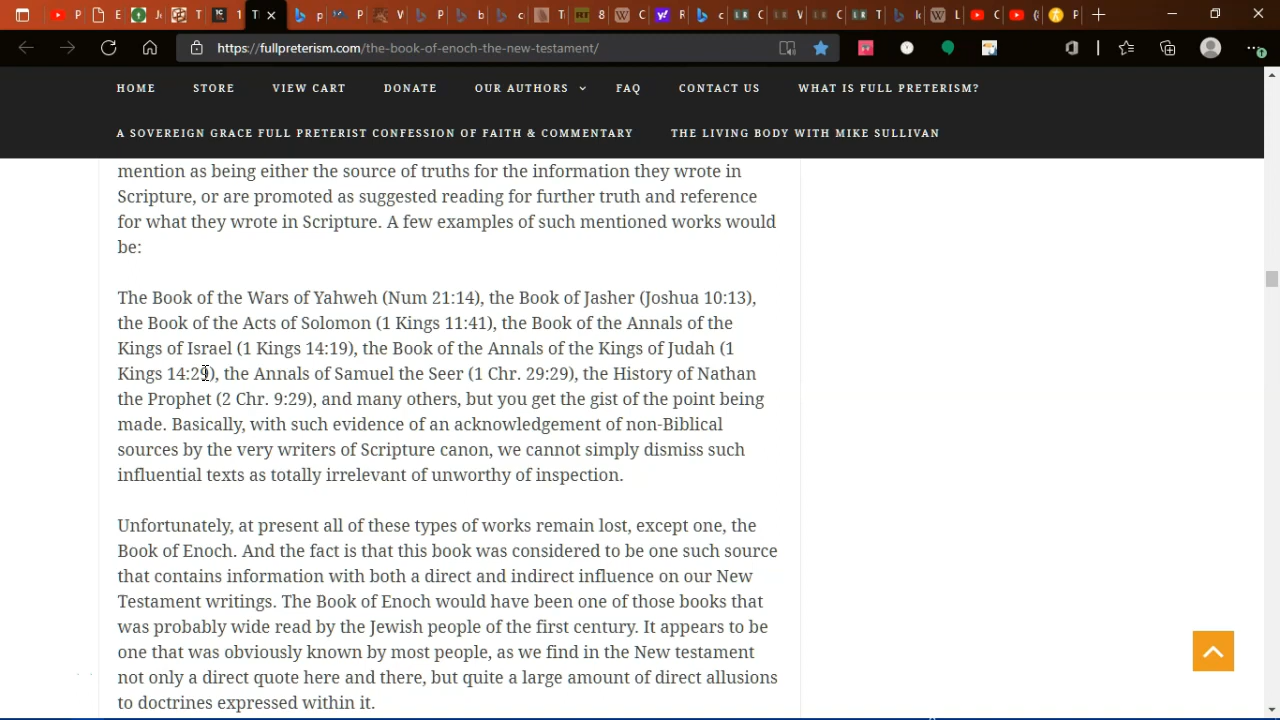 https://fullpreterism.com/the-book-of-enoch-the-new-testament/
HOME STORE VIEW CART DONATE OUR AUTHORS FAQ CONTACT US WHAT IS FULL PRETERISM?
A SOVEREIGN GRACE FULL PRETERIST CONFESSION OF FAITH & COMMENTARY THE LIVING BODY WITH MIKE SULLIVAN
mention as being either the source of truths for the information they wrote in
Scripture, or are promoted as suggested reading for further truth and reference
for what they wrote in Scripture. A few examples of such mentioned works would
be:
The Book of the Wars of Yahweh (Num 21:14), the Book of Jasher (Joshua 10:13),
the Book of the Acts of Solomon (1 Kings 11:41), the Book of the Annals of the
Kings of Israel (1 Kings 14:19), the Book of the Annals of the Kings of Judah (1
Kings 14:29), the Annals of Samuel the Seer (1 Chr. 29:29), the History of Nathan
the Prophet (2 Chr. 9:29), and many others, but you get the gist of the point being
made. Basically, with such evidence of an acknowledgement of non-Biblical
sources by the very writers of Scripture canon, we cannot simply dismiss such
influential texts as totally irrelevant of unworthy of inspection.
Unfortunately, at present all of these types of works remain lost, except one, the
Book of Enoch. And the fact is that this book was considered to be one such source
that contains information with both a direct and indirect influence on our New
Testament writings. The Book of Enoch would have been one of those books that
was probably wide read by the Jewish people of the first century. It appears to be
one that was obviously known by most people, as we find in the New testament
not only a direct quote here and there, but quite a large amount of direct allusions
to doctrines expressed within it.